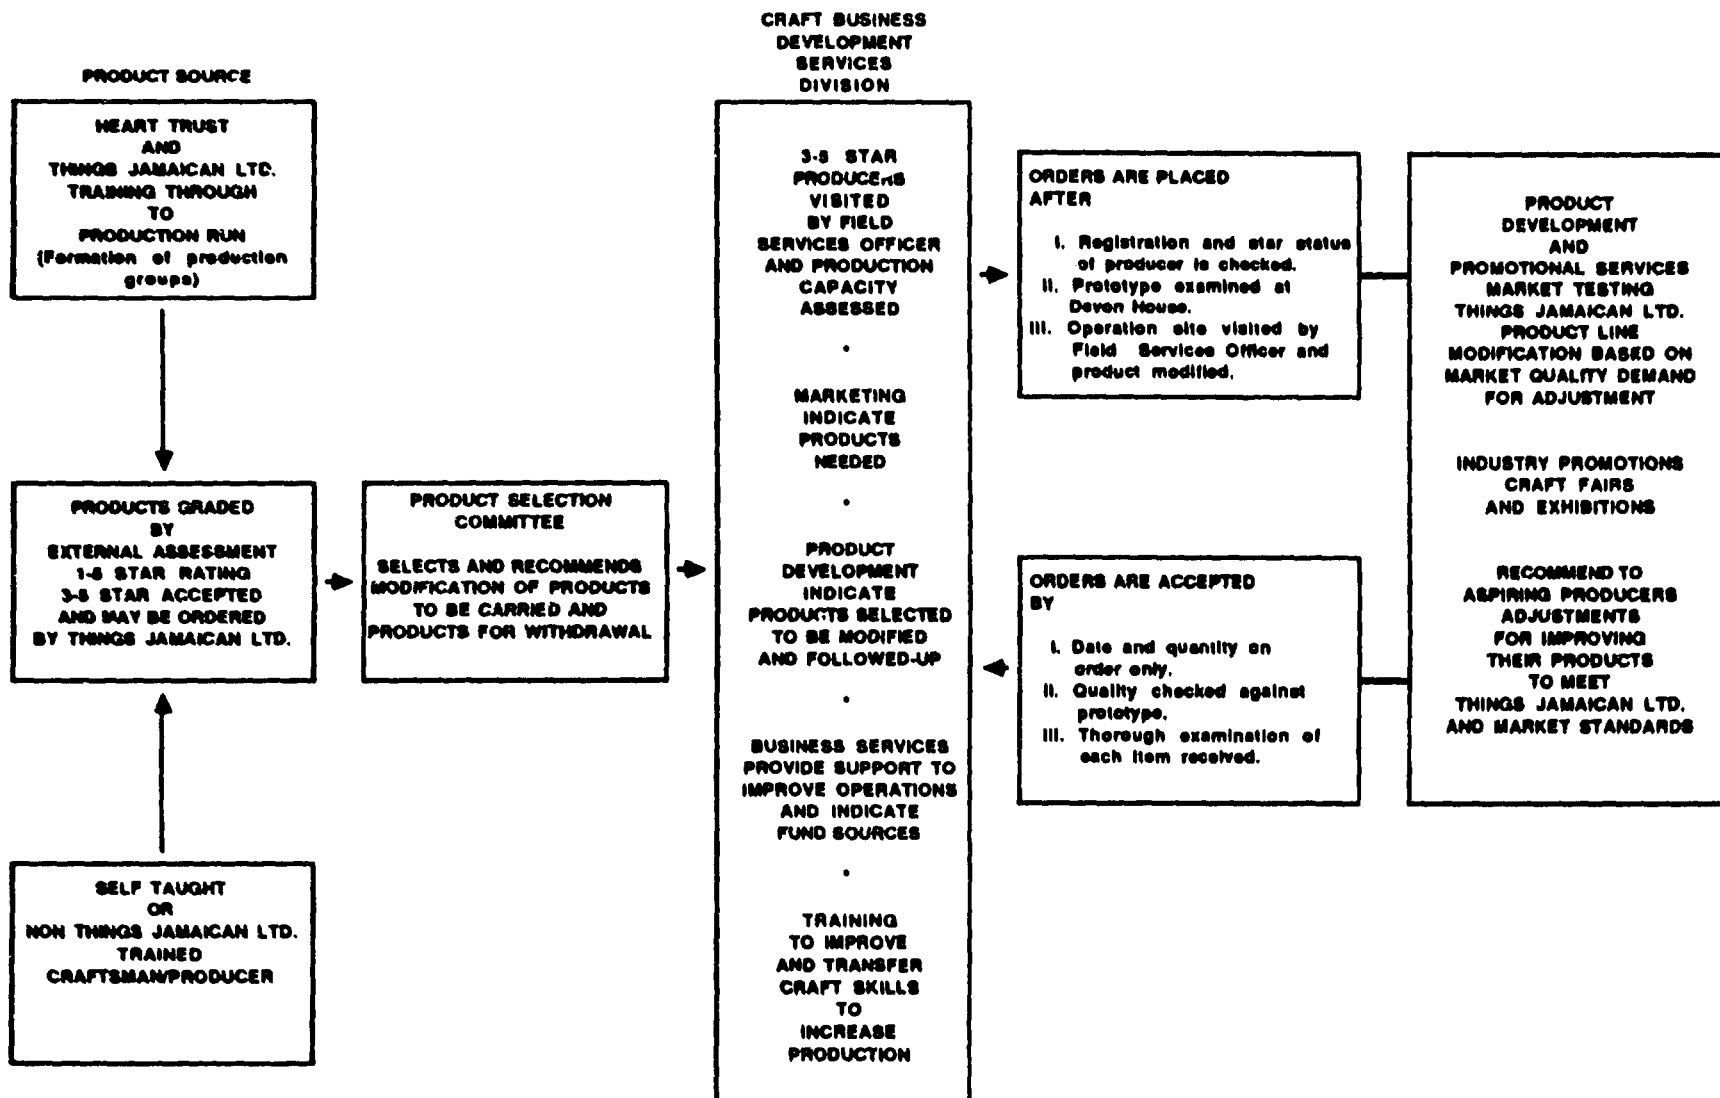 PRODUCT SOURCE
HEART TRUST
AND
THINGS JAMAICAN LTD.
TRAINING THROUGH
TO
PRODUCTION RUN
(Formation of production
groups)
PRODUCTS GRADED
BY
EXTERNAL ASSESSMENT
1-5 STAR RATING
3-5 STAR ACCEPTED
AND MAY BE ORDERED
BY THINGS JAMAICAN LTD.
SELF TAUGHT
OR
NON THINGS JAMAICAN LTD.
TRAINED
CRAFTSMAN/PRODUCER
PRODUCT SELECTION
COMMITTEE
SELECTS AND RECOMMENDS
MODIFICATION OF PRODUCTS
TO BE CARRIED AND
PRODUCTS FOR WITHDRAWAL
CRAFT BUSINESS
DEVELOPMENT
SERVICES
DIVISION
3-5 STAR
PRODUCERS
VISITED
BY FIELD
SERVICES OFFICER
AND PRODUCTION
CAPACITY
ASSESSED
.
MARKETING
INDICATE
PRODUCTS
NEEDED
.
PRODUCT
DEVELOPMENT
INDICATE
PRODUCTS SELECTED
TO BE MODIFIED
AND FOLLOWED-UP
.
BUSINESS SERVICES
PROVIDE SUPPORT TO
IMPROVE OPERATIONS
AND INDICATE
FUND SOURCES
.
TRAINING
TO IMPROVE
AND TRANSFER
CRAFT SKILLS
TO
INCREASE
PRODUCTION
ORDERS ARE PLACED
AFTER
I. Registration and star status
of producer is checked.
II. Prototype examined at
Devon House.
III. Operation site visited by
Field Services Officer and
product modified.
ORDERS ARE ACCEPTED
BY
I. Date and quantity on
order only.
II. Quality checked against
prototype.
III. Thorough examination of
each item received.
PRODUCT
DEVELOPMENT
AND
PROMOTIONAL SERVICES
MARKET TESTING
THINGS JAMAICAN LTD.
PRODUCT LINE
MODIFICATION BASED ON
MARKET QUALITY DEMAND
FOR ADJUSTMENT
INDUSTRY PROMOTIONS
CRAFT FAIRS
AND EXHIBITIONS
RECOMMEND TO
ASPIRING PRODUCERS
ADJUSTMENTS
FOR IMPROVING
THEIR PRODUCTS
TO MEET
THINGS JAMAICAN LTD.
AND MARKET STANDARDS